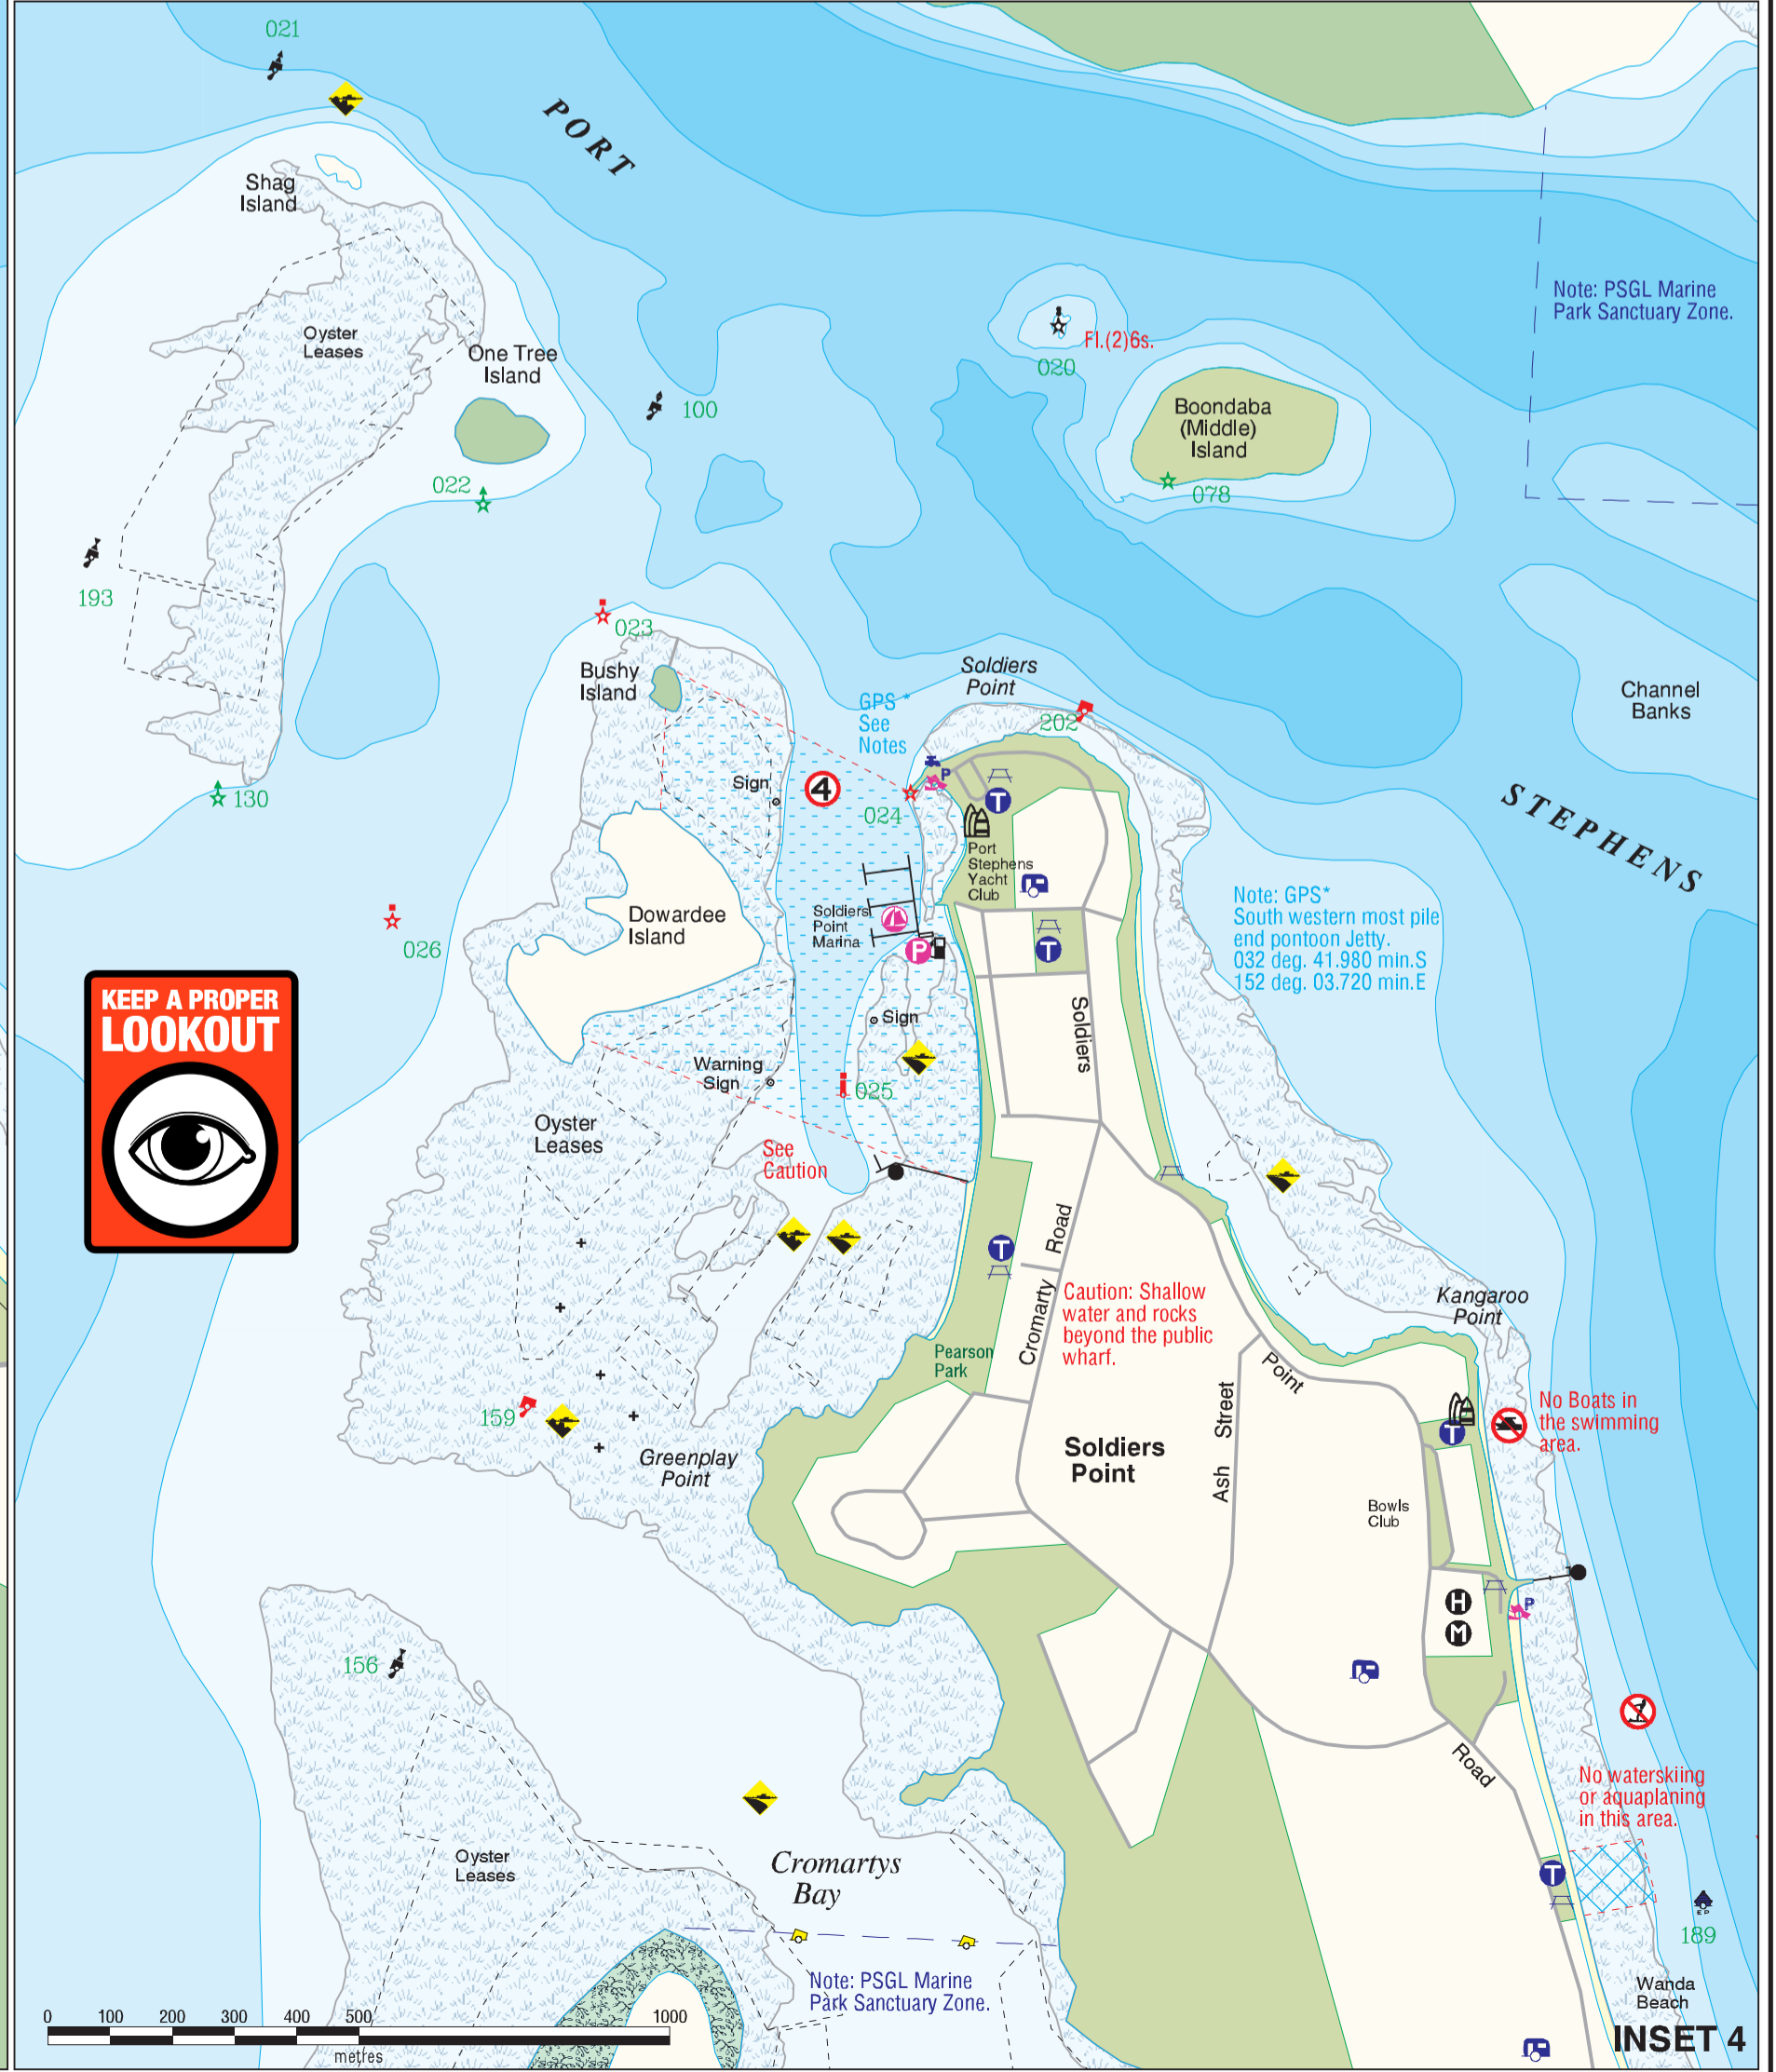 021
PORT
Shag
Island
Oyster
Leases
One Tree
Island
100
022
193
Fl.(2)6s.
020
Boondaba
(Middle)
Island
078
Note: PSGL Marine
Park Sanctuary Zone.
023
Bushy
Island
Soldiers
Point
202
GPS *
See
Notes
Channel
Banks
130
Sign
4
024
P
T
Port
Stephens
Yacht
Club
STEPHENS
026
Dowardee
Island
Soldiers
Point
Marina
P
T
Note: GPS*
South western most pile
end pontoon Jetty.
032 deg. 41.980 min.S
152 deg. 03.720 min.E
KEEP A PROPER
LOOKOUT
Sign
Soldiers
Warning
Sign
025
Oyster
Leases
See
Caution
T
Road
Cromarty
Caution: Shallow
water and rocks
beyond the public
wharf.
Kangaroo
Point
Pearson
Park
Point
159
Greenplay
Point
Soldiers
Point
Ash Street
No Boats in
the swimming
area.
T
Bowls
Club
H
M
P
156
Road
No waterskiing
or aquaplaning
in this area.
Oyster
Leases
Cromartys
Bay
T
E P
189
Note: PSGL Marine
Park Sanctuary Zone.
Wanda
Beach
0 100 200 300 400 500 1000
metres
INSET 4